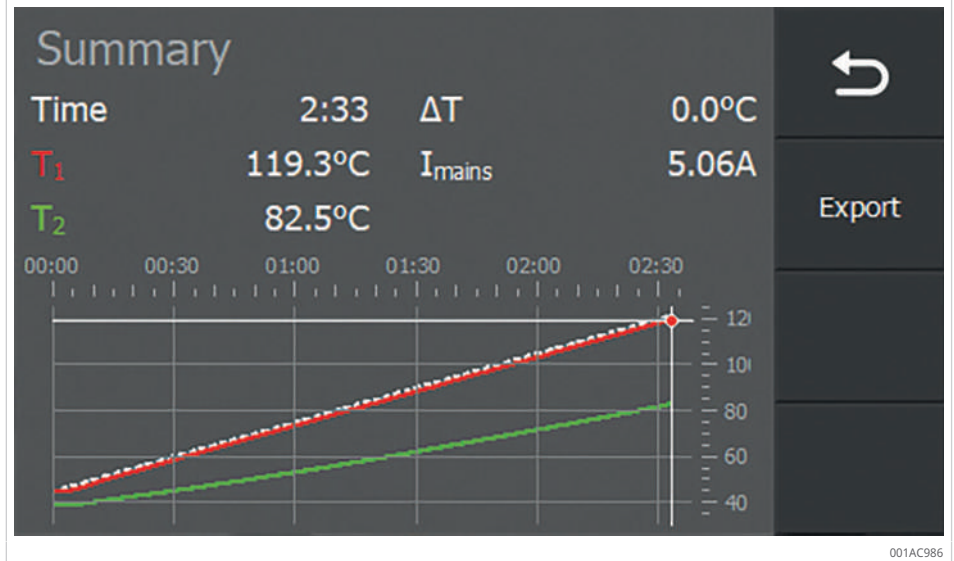 Summary
Time 2:33 ΔT 0.0°C
T1 119.3°C Imains 5.06A
T2 82.5°C
Export
00:00 00:30 01:00 01:30 02:00 02:30
80
60
40
001AC986